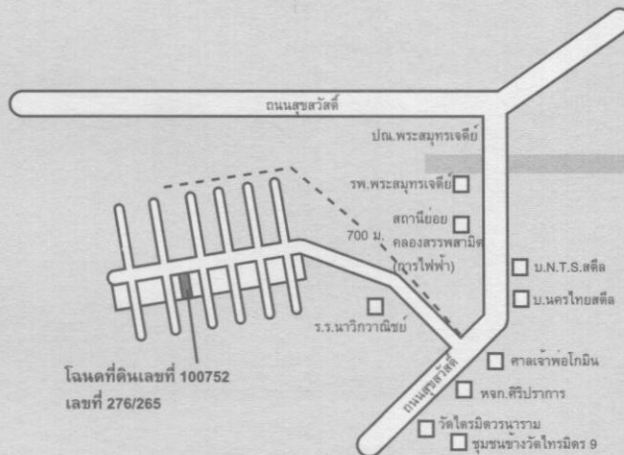 ถนนสุขสวัสดิ์
ปณ.พระสมุทรเจดีย์
รพ.พระสมุทรเจดีย์
สถานีย่อย
คลองสรรพสามิต
(การไฟฟ้า)
700 ม.
บ.N.T.S.สตีล
บ.นครไทยสตีล
ร.ร.นาวิกวาณิชย์
ศาลเจ้าพ่อโกมิน
หจก.ศิริปราการ
ถนนสุขสวัสดิ์
วัดไตรมิตวรนาราม
ชุมชนข้างวัดไทรมิตร 9
โฉนดที่ดินเลขที่ 100752
เลขที่ 276/265